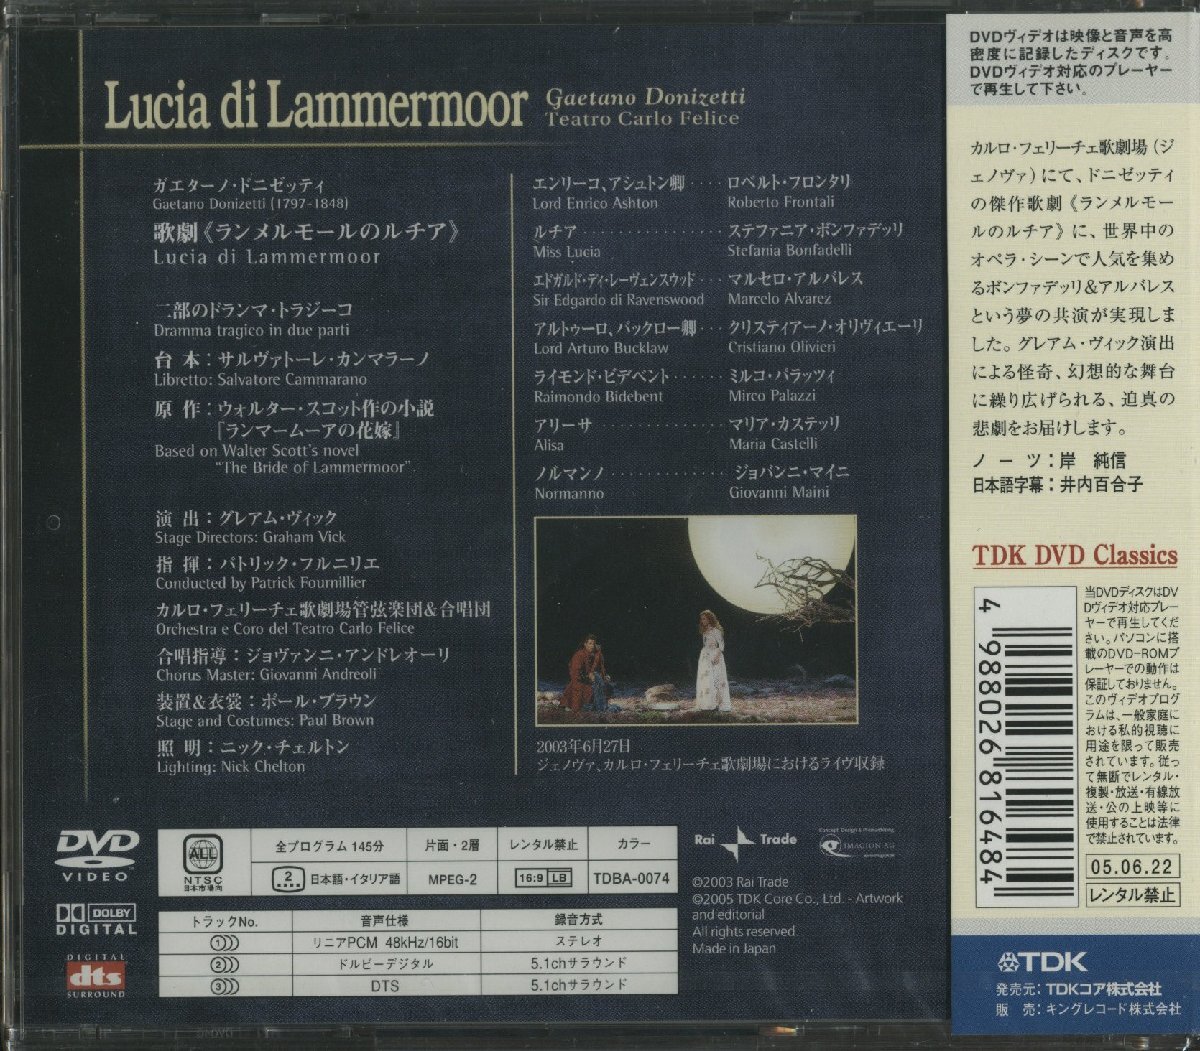 Lucia di Lammermoor
Gaetano Donizetti
Teatro Carlo Felice
ガエターノ・ドニゼッティ
Gaetano Donizetti (1797-1848)
歌劇《ランメルモールのルチア》
Lucia di Lammermoor
二部のドランマ・トラジーコ
Dramma tragico in due parti
台 本：サルヴァトーレ・カンマラーノ
Libretto: Salvatore Cammarano
原 作：ウォルター・スコット作の小説
『ランマームーアの花嫁』
Based on Walter Scott's novel
"The Bride of Lammermoor"
演 出：グレアム・ヴィック
Stage Directors: Graham Vick
指 揮：パトリック・フルニリエ
Conducted by Patrick Fournillier
カルロ・フェリーチェ歌劇場管弦楽団＆合唱団
Orchestra e Coro del Teatro Carlo Felice
合唱指導：ジョヴァンニ・アンドレオーリ
Chorus Master: Giovanni Andreoli
装置＆衣裳：ポール・ブラウン
Stage and Costumes: Paul Brown
照 明：ニック・チェルトン
Lighting: Nick Chelton
エンリーコ、アシュトン卿････ロベルト・フロンタリ
Lord Enrico Ashton Roberto Frontali
ルチア･･････････････ステファニア・ボンファデッリ
Miss Lucia Stefania Bonfadelli
エドガルド・ディ・レーヴェンスウッド･･マルセロ・アルバレス
Sir Edgardo di Ravenswood Marcelo Alvarez
アルトゥーロ、バックロー卿･･･クリスティアーノ・オリヴィエーリ
Lord Arturo Bucklaw Cristiano Olivieri
ライモンド・ビデベント･･････ミルコ・パラッツィ
Raimondo Bidebent Mirco Palazzi
アリーサ･････････････マリア・カステッリ
Alisa Maria Castelli
ノルマンノ････････････ジョバンニ・マイニ
Normanno Giovanni Maini
2003年6月27日
ジェノヴァ、カルロ・フェリーチェ歌劇場におけるライヴ収録
DVD
VIDEO
DOLBY
DIGITAL
DIGITAL
dts
SURROUND
ALL
NTSC
日本市場向
全プログラム 145分 片面・2層 レンタル禁止 カラー
2 日本語・イタリア語 MPEG-2 16:9 LB TDBA-0074
トラックNo. 音声仕様 録音方式
1 リニアPCM 48kHz/16bit ステレオ
2 ドルビーデジタル 5.1chサラウンド
3 DTS 5.1chサラウンド
Rai Trade
IMAGION AG
©2003 Rai Trade
©2005 TDK Core Co., Ltd. - Artwork
and editorial
All rights reserved
Made in Japan
DVDヴィデオは映像と音声を高
密度に記録したディスクです。
DVDヴィデオ対応のプレーヤー
で再生して下さい。
カルロ・フェリーチェ歌劇場（ジ
ェノヴァ）にて、ドニゼッティ
の傑作歌劇《ランメルモー
ルのルチア》に、世界中の
オペラ・シーンで人気を集め
るボンファデッリ＆アルバレス
という夢の共演が実現しま
した。グレアム・ヴィック演出
による怪奇、幻想的な舞台
に繰り広げられる、迫真の
悲劇をお届けします。
ノーツ：岸 純信
日本語字幕：井内百合子
TDK DVD Classics
4 988026 816484
当DVDディスクはDV
Dヴィデオ対応プレー
ヤーで再生してくだ
さい。パソコンに搭
載のDVD-ROMプ
レーヤーでの動作は
保証しておりません。
このヴィデオプログ
ラムは、一般家庭に
おける私的視聴に
用途を限って販売
されています。従っ
て無断でレンタル・
複製・放送・有線放
送・公の上映等に
使用することは法律
で禁止されています。
05.06.22
レンタル禁止
TDK
発売元：TDKコア株式会社
販 売：キングレコード株式会社